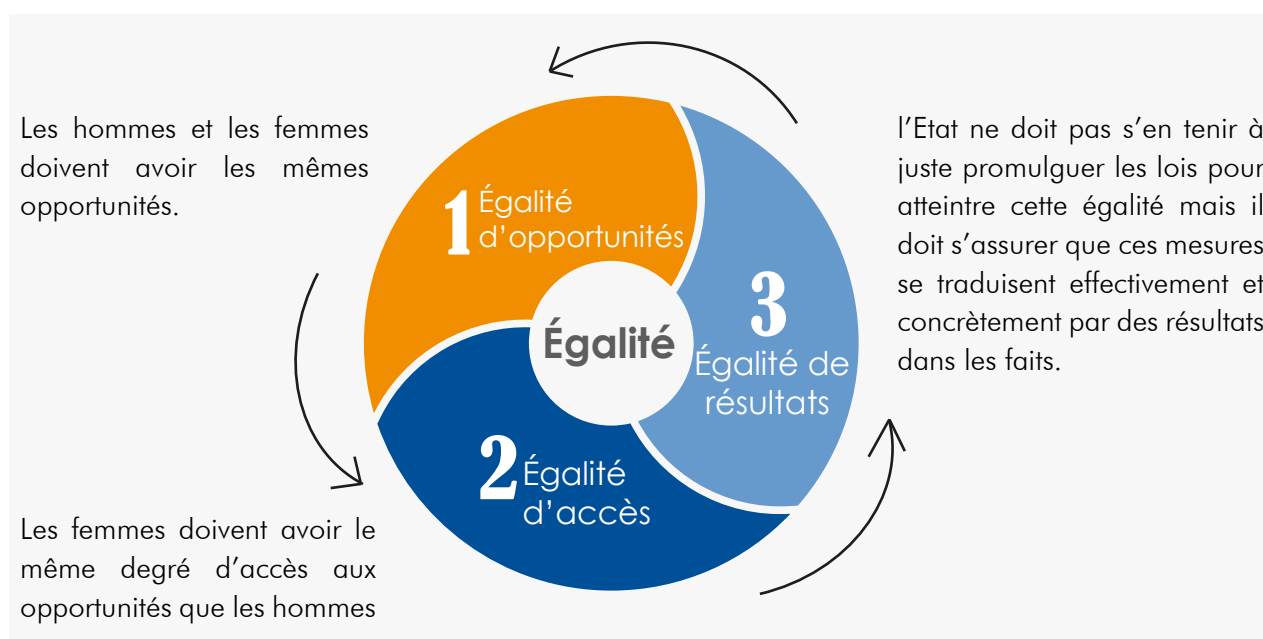 Les hommes et les femmes
doivent avoir les mêmes
opportunités.
1 Égalité
d’opportunités
Égalité
2 Égalité
d’accès
Les femmes doivent avoir le
même degré d’accès aux
opportunités que les hommes
3
Égalité de
résultats
l’Etat ne doit pas s’en tenir à
juste promulguer les lois pour
atteintre cette égalité mais il
doit s’assurer que ces mesures
se traduisent effectivement et
concrètement par des résultats
dans les faits.